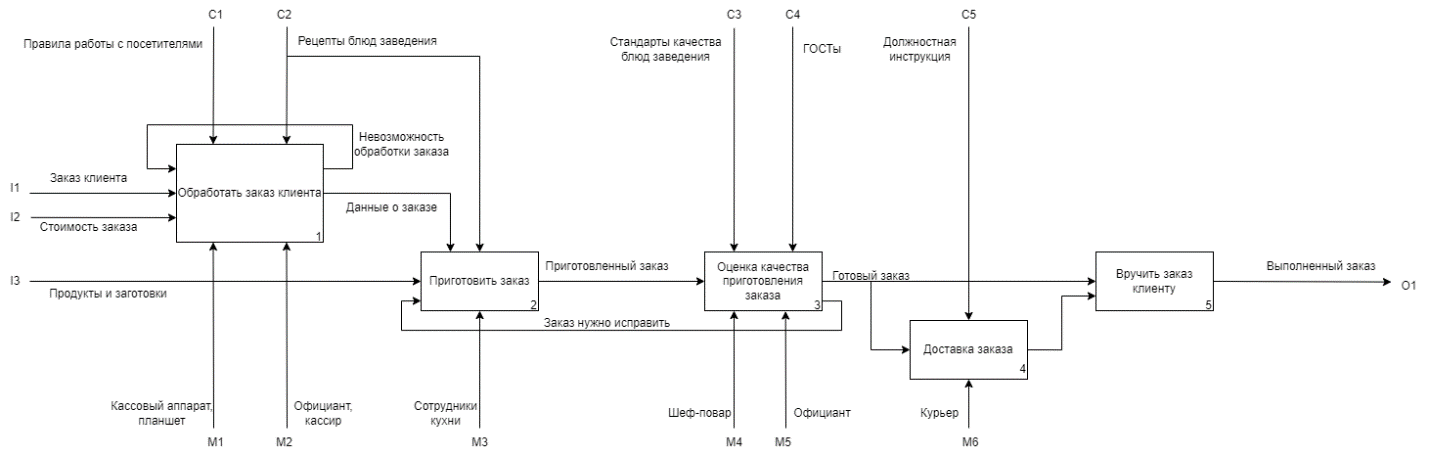 C1
C2
C3
C4
C5
Правила работы с посетителями
Рецепты блюд заведения
Стандарты качества
блюд заведения
ГОСТы
Должностная
инструкция
Невозможность
обработки заказа
I1
Заказ клиента
Обработать заказ клиента
1
I2
Стоимость заказа
Данные о заказе
I3
Продукты и заготовки
Приготовить заказ
2
Приготовленный заказ
Оценка качества
приготовления
заказа
3
Готовый заказ
Вручить заказ
клиенту
5
Выполненный заказ
O1
Заказ нужно исправить
Доставка заказа
4
Кассовый аппарат,
планшет
Официант,
кассир
Сотрудники
кухни
Шеф-повар
Официант
Курьер
M1
M2
M3
M4
M5
M6